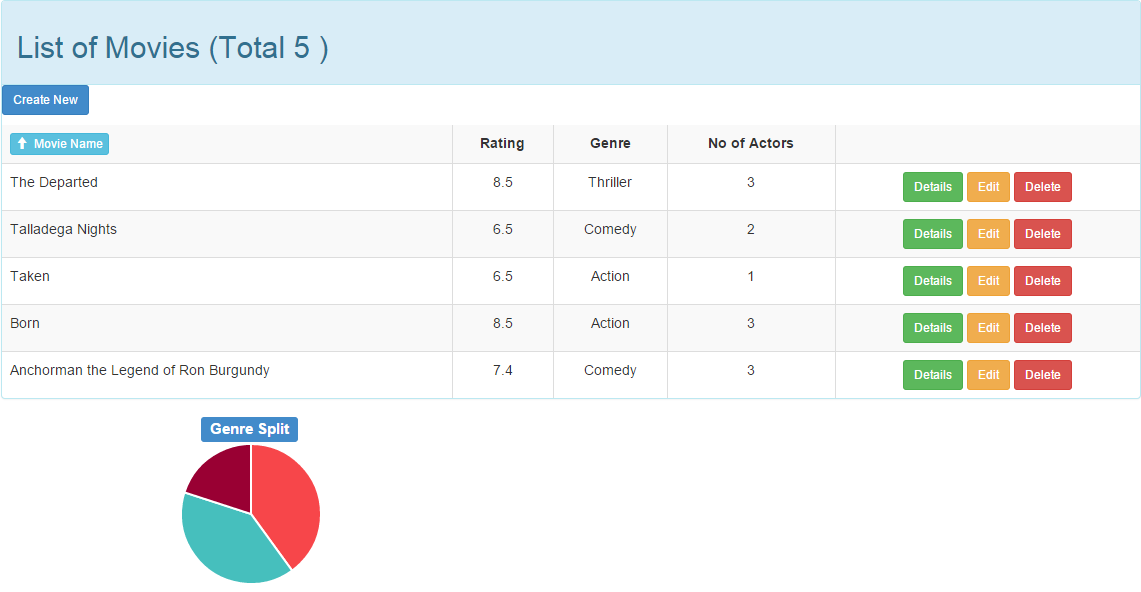 List of Movies (Total 5 )
Create New
Movie Name Rating Genre No of Actors
The Departed 8.5 Thriller 3 Details Edit Delete
Talladega Nights 6.5 Comedy 2 Details Edit Delete
Taken 6.5 Action 1 Details Edit Delete
Born 8.5 Action 3 Details Edit Delete
Anchorman the Legend of Ron Burgundy 7.4 Comedy 3 Details Edit Delete
Genre Split